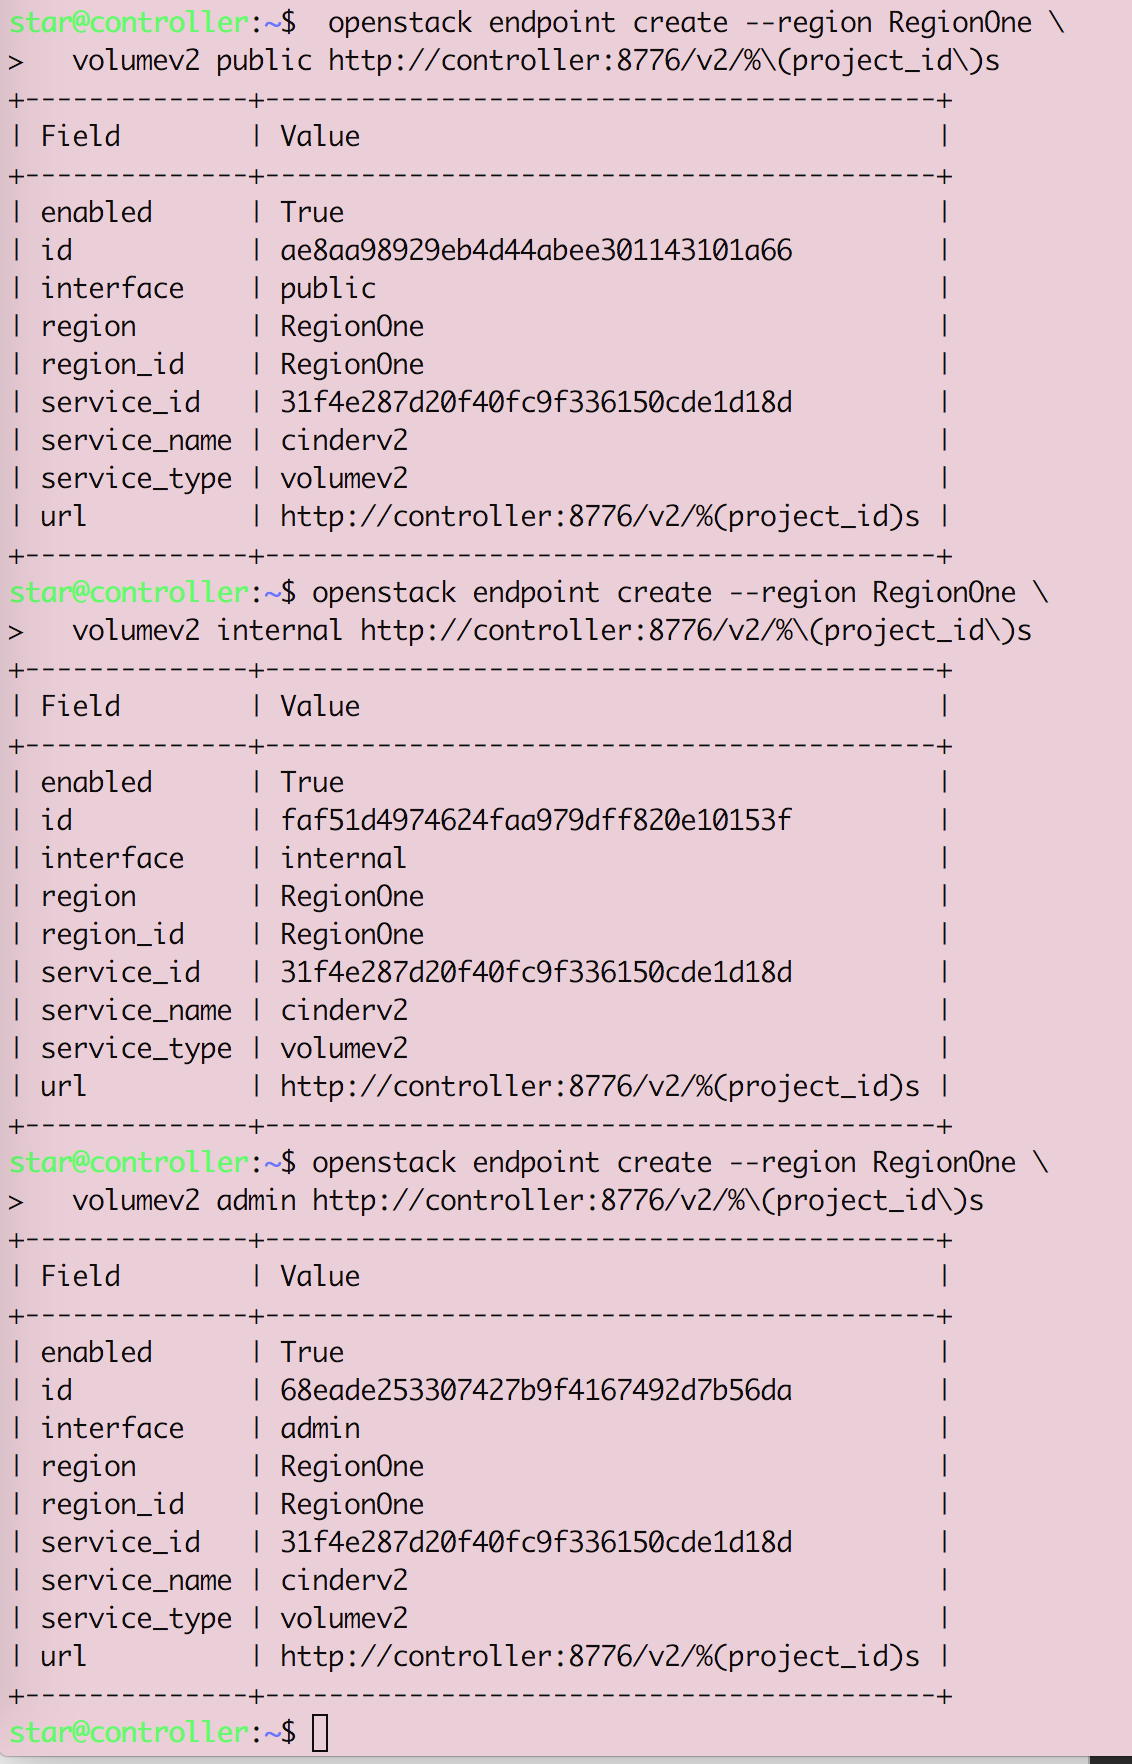 star@controller:~$  openstack endpoint create --region RegionOne \
>   volumev2 public http://controller:8776/v2/%\(project_id\)s
+--------------+------------------------------------------+
| Field        | Value                                    |
+--------------+------------------------------------------+
| enabled      | True                                     |
| id           | ae8aa98929eb4d44abee301143101a66         |
| interface    | public                                   |
| region       | RegionOne                                |
| region_id    | RegionOne                                |
| service_id   | 31f4e287d20f40fc9f336150cde1d18d         |
| service_name | cinderv2                                 |
| service_type | volumev2                                 |
| url          | http://controller:8776/v2/%(project_id)s |
+--------------+------------------------------------------+
star@controller:~$ openstack endpoint create --region RegionOne \
>   volumev2 internal http://controller:8776/v2/%\(project_id\)s
+--------------+------------------------------------------+
| Field        | Value                                    |
+--------------+------------------------------------------+
| enabled      | True                                     |
| id           | faf51d4974624faa979dff820e10153f         |
| interface    | internal                                 |
| region       | RegionOne                                |
| region_id    | RegionOne                                |
| service_id   | 31f4e287d20f40fc9f336150cde1d18d         |
| service_name | cinderv2                                 |
| service_type | volumev2                                 |
| url          | http://controller:8776/v2/%(project_id)s |
+--------------+------------------------------------------+
star@controller:~$ openstack endpoint create --region RegionOne \
>   volumev2 admin http://controller:8776/v2/%\(project_id\)s
+--------------+------------------------------------------+
| Field        | Value                                    |
+--------------+------------------------------------------+
| enabled      | True                                     |
| id           | 68eade253307427b9f4167492d7b56da         |
| interface    | admin                                    |
| region       | RegionOne                                |
| region_id    | RegionOne                                |
| service_id   | 31f4e287d20f40fc9f336150cde1d18d         |
| service_name | cinderv2                                 |
| service_type | volumev2                                 |
| url          | http://controller:8776/v2/%(project_id)s |
+--------------+------------------------------------------+
star@controller:~$